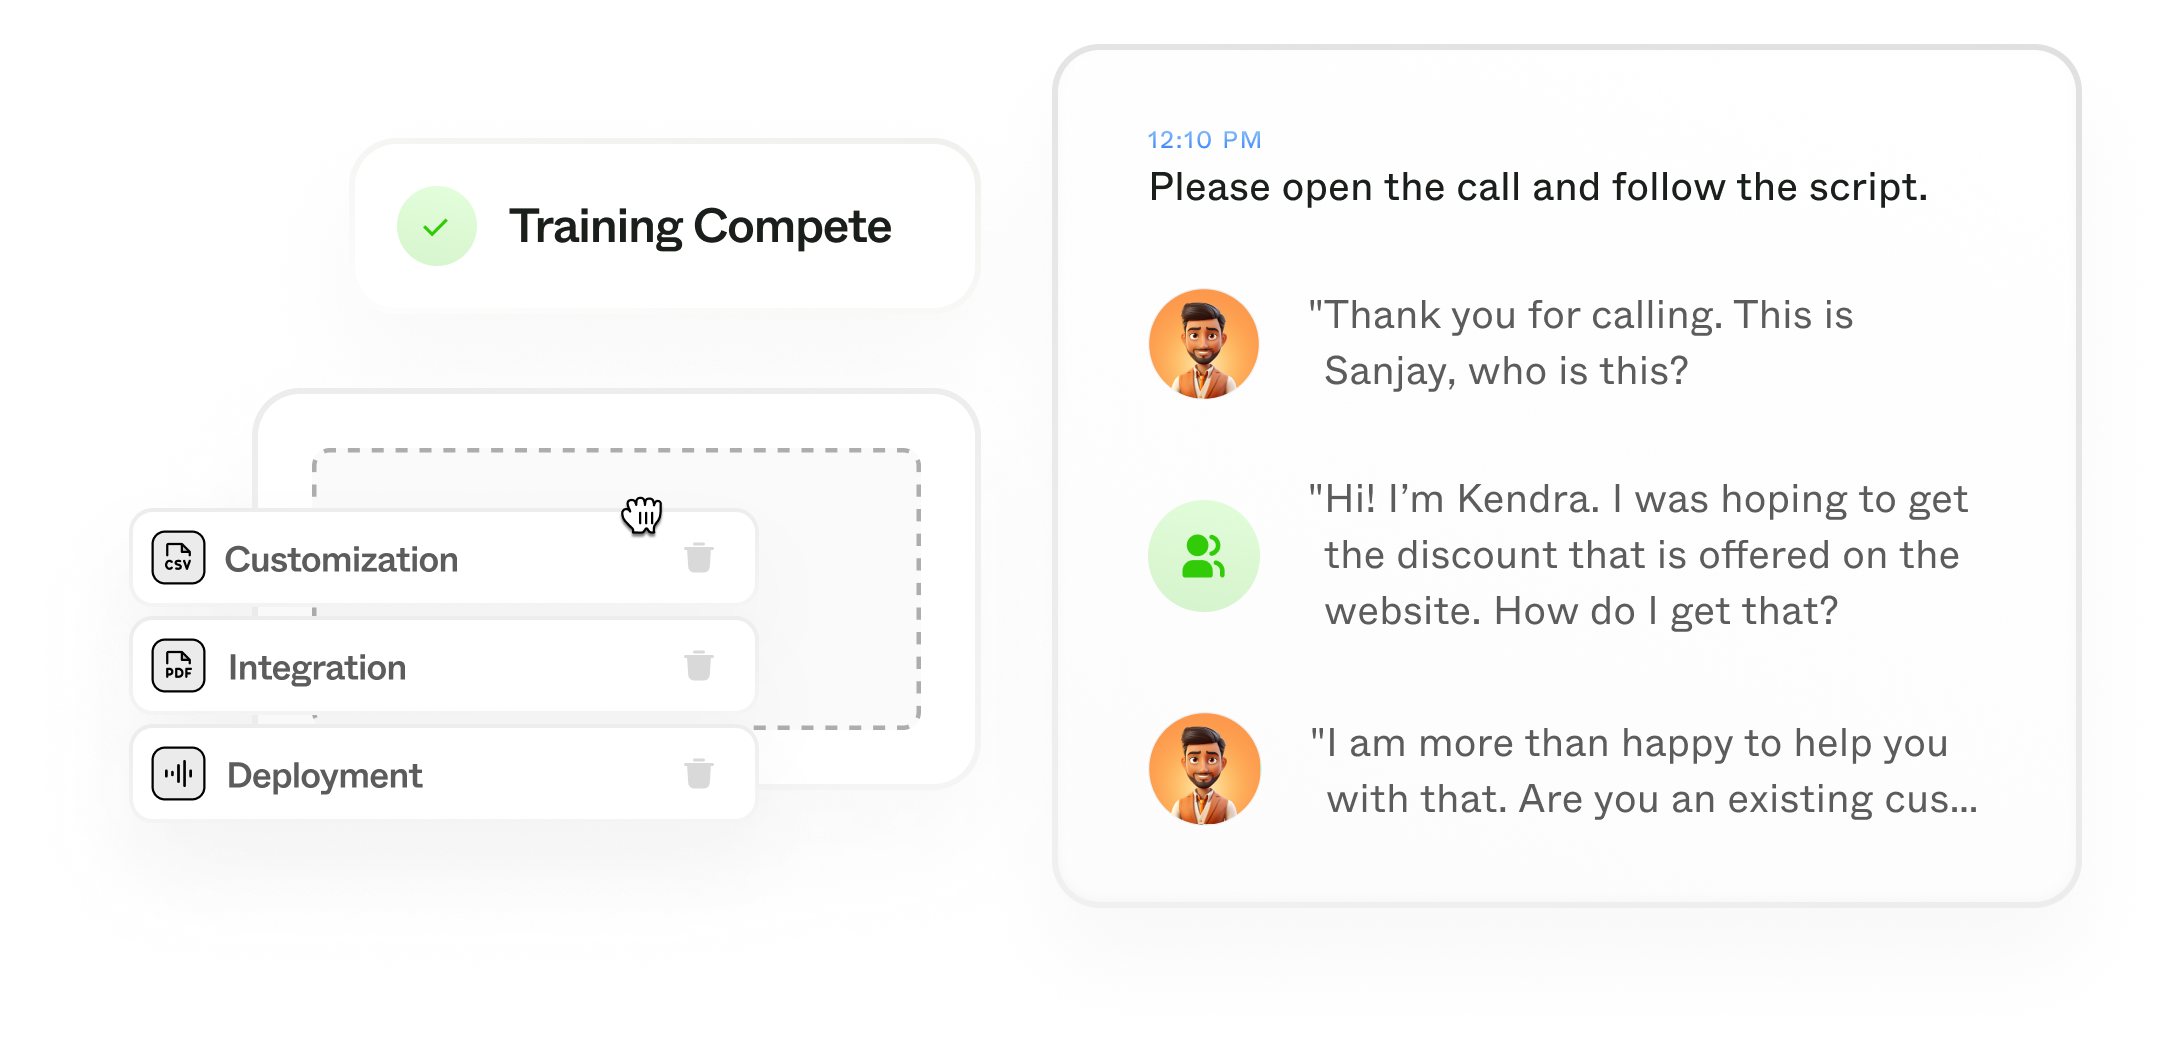 Training Compete
CSV
Customization
PDF
Integration
Deployment
12:10 PM
Please open the call and follow the script.
"Thank you for calling. This is
Sanjay, who is this?
"Hi! I’m Kendra. I was hoping to get
the discount that is offered on the
website. How do I get that?
"I am more than happy to help you
with that. Are you an existing cus...